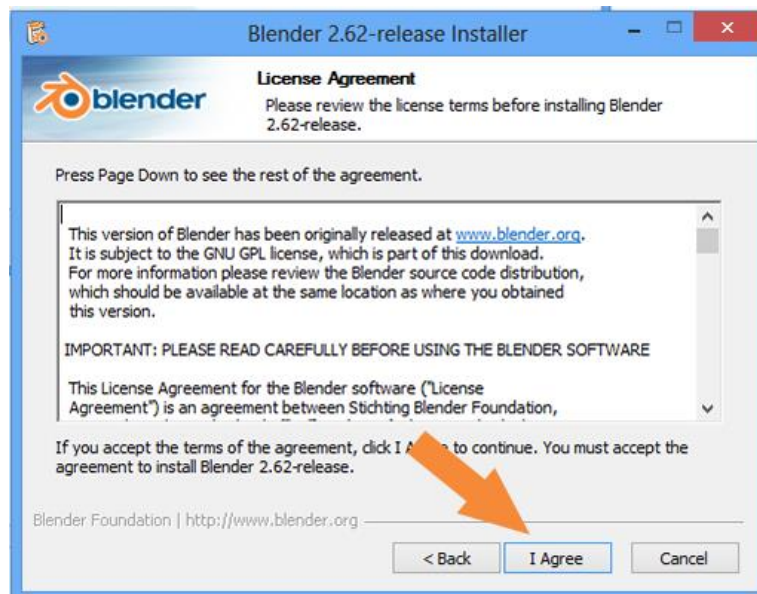 Blender 2.62-release Installer
blender
License Agreement
Please review the license terms before installing Blender
2.62-release.
Press Page Down to see the rest of the agreement.
This version of Blender has been originally released at www.blender.org.
It is subject to the GNU GPL license, which is part of this download.
For more information please review the Blender source code distribution,
which should be available at the same location as where you obtained
this version.
IMPORTANT: PLEASE READ CAREFULLY BEFORE USING THE BLENDER SOFTWARE
This License Agreement for the Blender software ("License
Agreement") is an agreement between Stichting Blender Foundation,
If you accept the terms of the agreement, click I to continue. You must accept the
agreement to install Blender 2.62-release.
Blender Foundation | http://www.blender.org
< Back
I Agree
Cancel